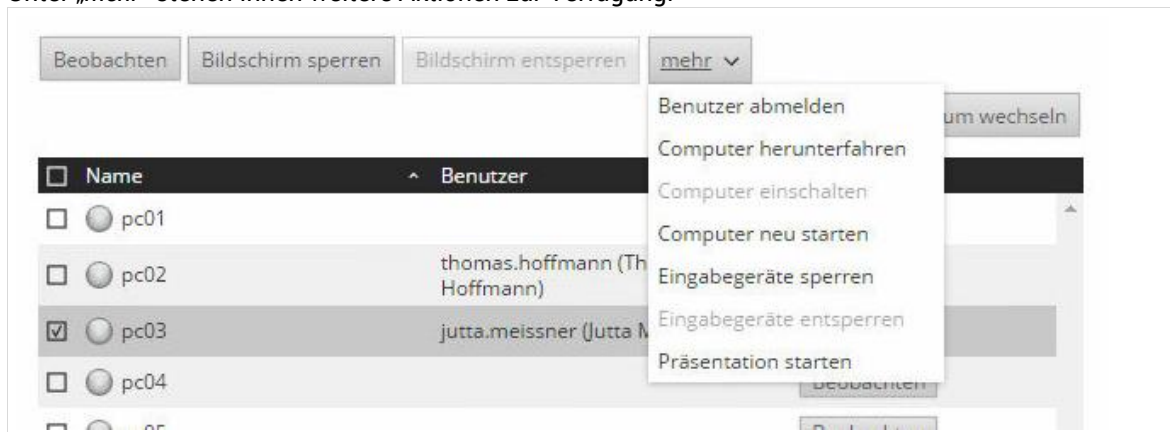 Unter „mehr“ stehen Ihnen weitere Aktionen zur Verfügung:
Beobachten Bildschirm sperren Bildschirm entsperren mehr
um wechseln
Benutzer abmelden
Computer herunterfahren
Computer einschalten
Computer neu starten
Eingabegeräte sperren
Eingabegeräte entsperren
Präsentation starten
Name Benutzer
pc01
pc02 thomas.hoffmann (Th
Hoffmann)
pc03 jutta.meissner (Jutta M
pc04 Beobachten